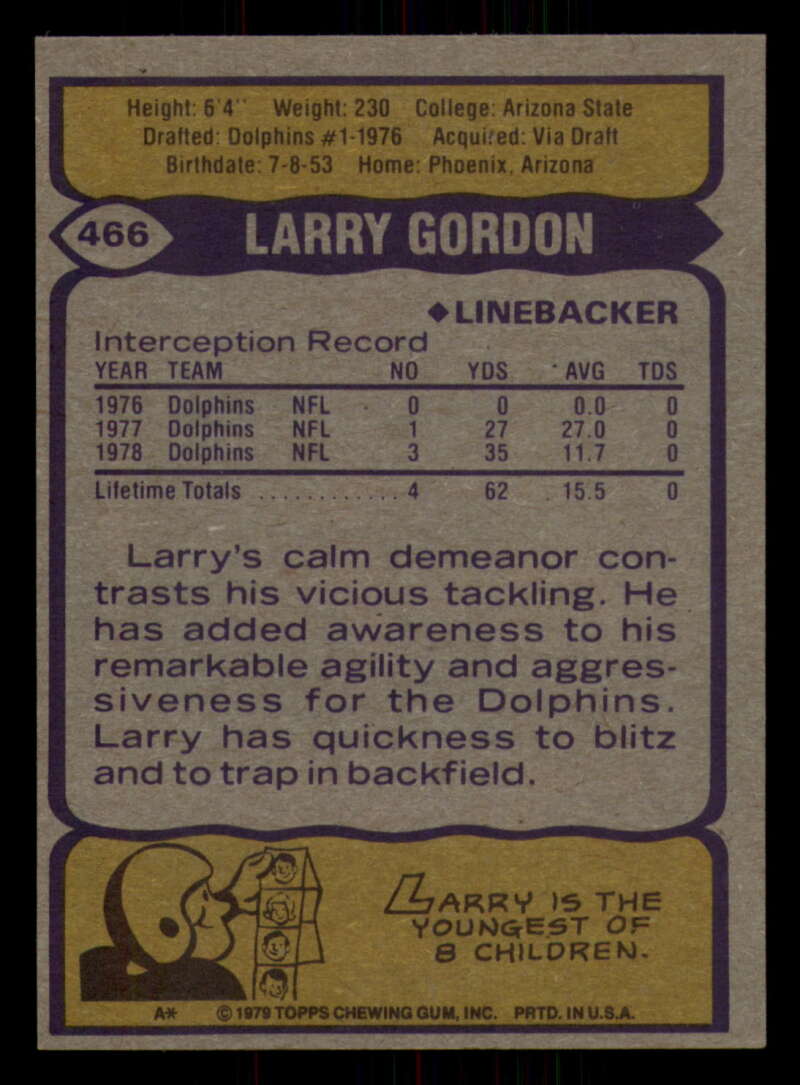 Height: 6'4" Weight: 230 College: Arizona State
Drafted: Dolphins #1-1976 Acquired: Via Draft
Birthdate: 7-8-53 Home: Phoenix, Arizona
466 LARRY GORDON
◆LINEBACKER
Interception Record
YEAR TEAM NO YDS AVG TDS
1976 Dolphins NFL 0 0 0.0 0
1977 Dolphins NFL 1 27 27.0 0
1978 Dolphins NFL 3 35 11.7 0
Lifetime Totals ............ 4 62 15.5 0
Larry's calm demeanor con-
trasts his vicious tackling. He
has added awareness to his
remarkable agility and aggres-
siveness for the Dolphins.
Larry has quickness to blitz
and to trap in backfield.
LARRY IS THE
YOUNGEST OF
8 CHILDREN.
A* © 1979 TOPPS CHEWING GUM, INC. PRTD. IN U.S.A.